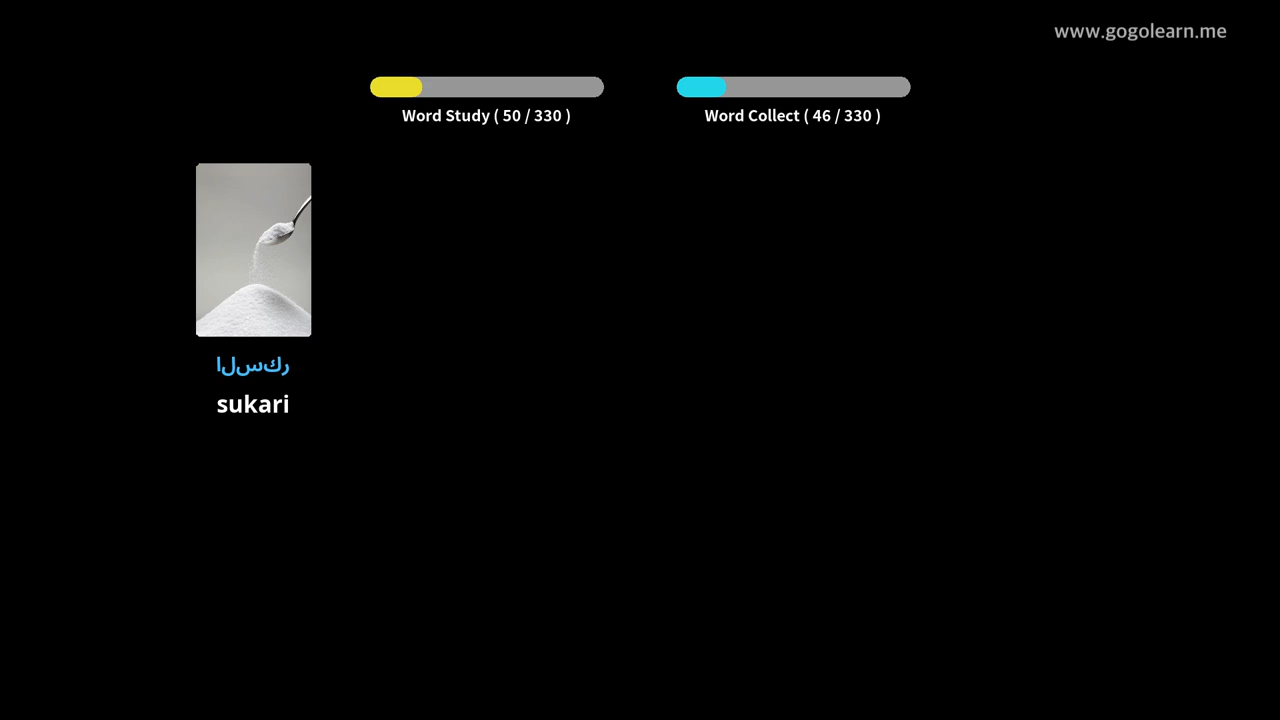 www.gogolearn.me
Word Study ( 50 / 330 )
Word Collect ( 46 / 330 )
السكر
sukari